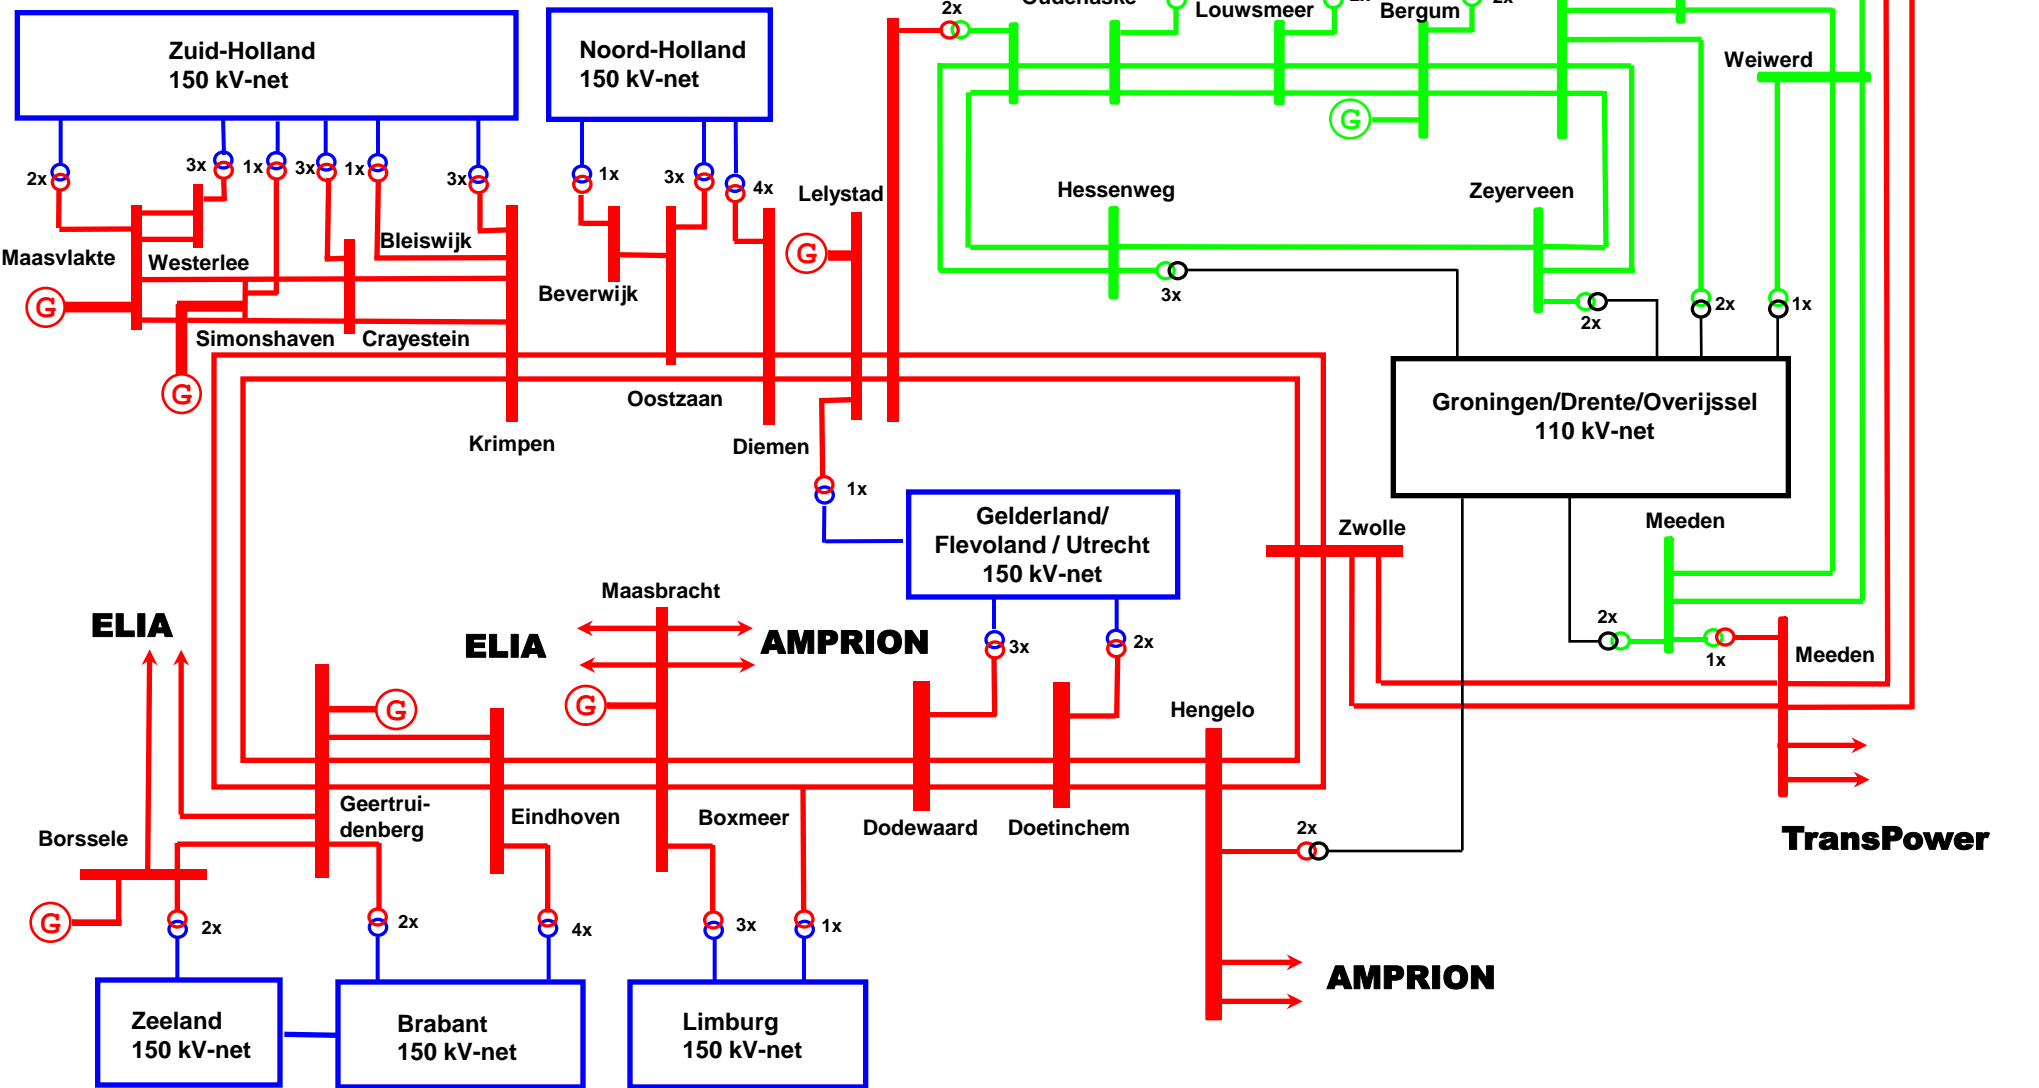 2x
Oudehaske
Louwsmeer
2x
Bergum
2x
Zuid-Holland
150 kV-net
Noord-Holland
150 kV-net
Weiwerd
G
2x
3x
1x
3x
1x
3x
1x
3x
4x
Lelystad
Hessenweg
Zeyerveen
Maasvlakte
Westerlee
Bleiswijk
G
G
Beverwijk
3x
2x
2x
1x
Simonshaven
Crayestein
G
Oostzaan
Krimpen
Diemen
Groningen/Drente/Overijssel
110 kV-net
1x
Gelderland/
Flevoland / Utrecht
150 kV-net
Zwolle
Meeden
Maasbracht
ELIA
ELIA
AMPRION
3x
2x
2x
1x
Meeden
G
G
Hengelo
Geertrui-
denberg
Eindhoven
Boxmeer
Dodewaard
Doetinchem
2x
Borssele
TransPower
G
2x
2x
4x
3x
1x
AMPRION
Zeeland
150 kV-net
Brabant
150 kV-net
Limburg
150 kV-net